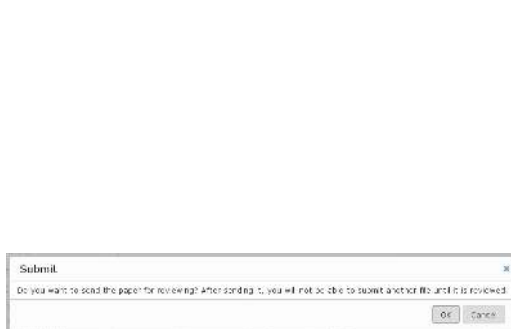 Submit
Do you want to send the paper for reviewing? After sending it, you will not be able to submit another file until it is reviewed.
OK Cancel